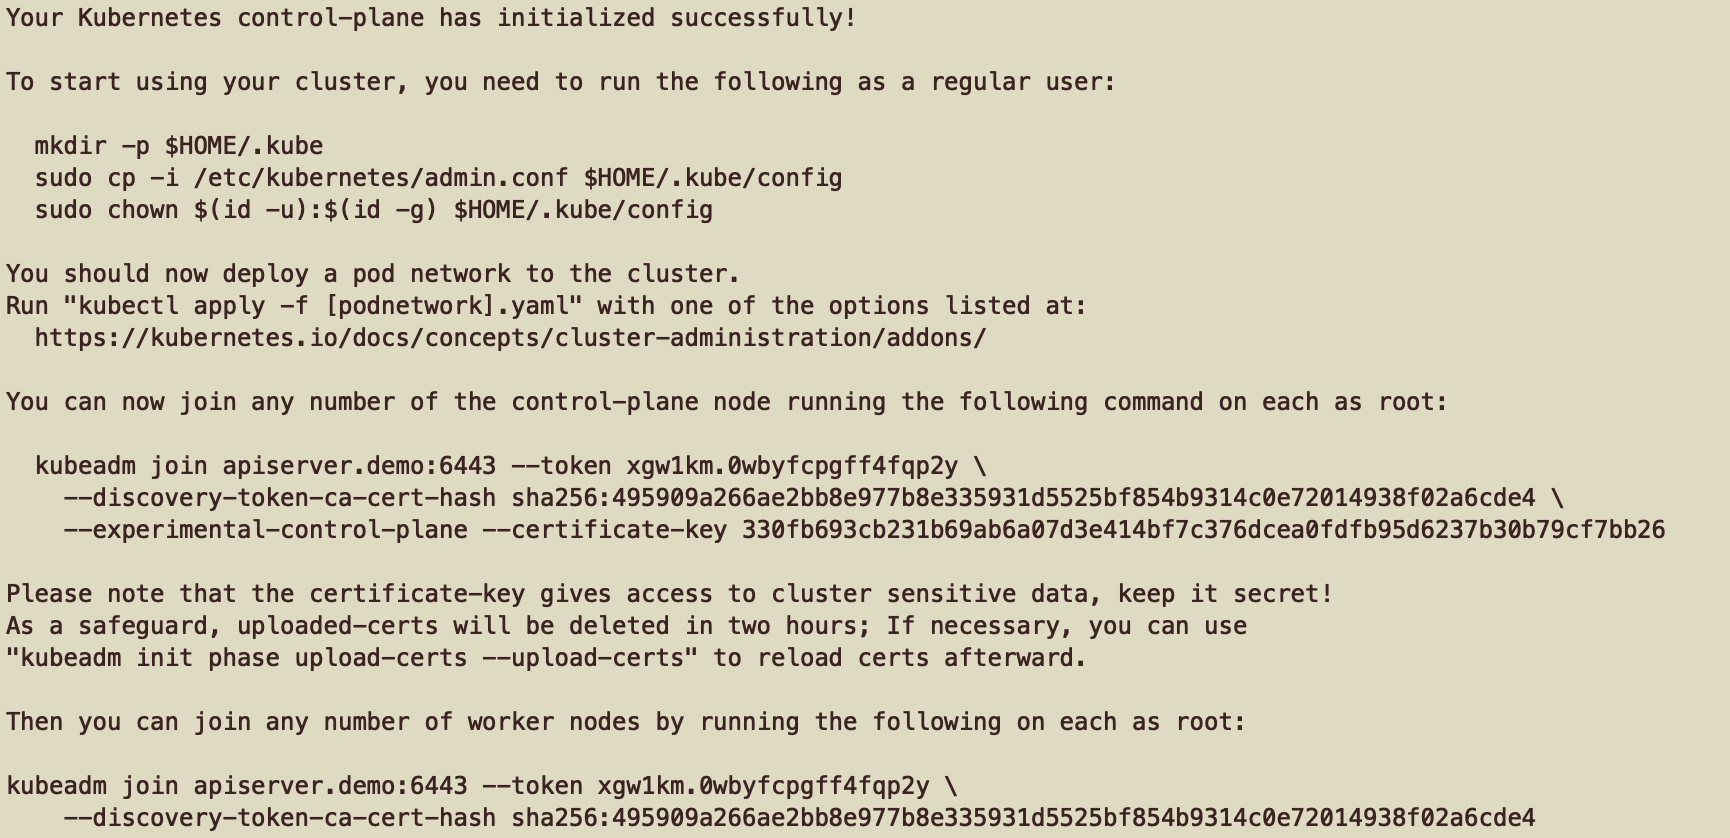 Your Kubernetes control-plane has initialized successfully!
To start using your cluster, you need to run the following as a regular user:
mkdir -p $HOME/.kube
sudo cp -i /etc/kubernetes/admin.conf $HOME/.kube/config
sudo chown $(id -u):$(id -g) $HOME/.kube/config
You should now deploy a pod network to the cluster.
Run "kubectl apply -f [podnetwork].yaml" with one of the options listed at:
https://kubernetes.io/docs/concepts/cluster-administration/addons/
You can now join any number of the control-plane node running the following command on each as root:
kubeadm join apiserver.demo:6443 --token xgw1km.0wbyfcpgff4fqp2y \
--discovery-token-ca-cert-hash sha256:495909a266ae2bb8e977b8e335931d5525bf854b9314c0e72014938f02a6cde4 \
--experimental-control-plane --certificate-key 330fb693cb231b69ab6a07d3e414bf7c376dcea0fdfb95d6237b30b79cf7bb26
Please note that the certificate-key gives access to cluster sensitive data, keep it secret!
As a safeguard, uploaded-certs will be deleted in two hours; If necessary, you can use
"kubeadm init phase upload-certs --upload-certs" to reload certs afterward.
Then you can join any number of worker nodes by running the following on each as root:
kubeadm join apiserver.demo:6443 --token xgw1km.0wbyfcpgff4fqp2y \
--discovery-token-ca-cert-hash sha256:495909a266ae2bb8e977b8e335931d5525bf854b9314c0e72014938f02a6cde4